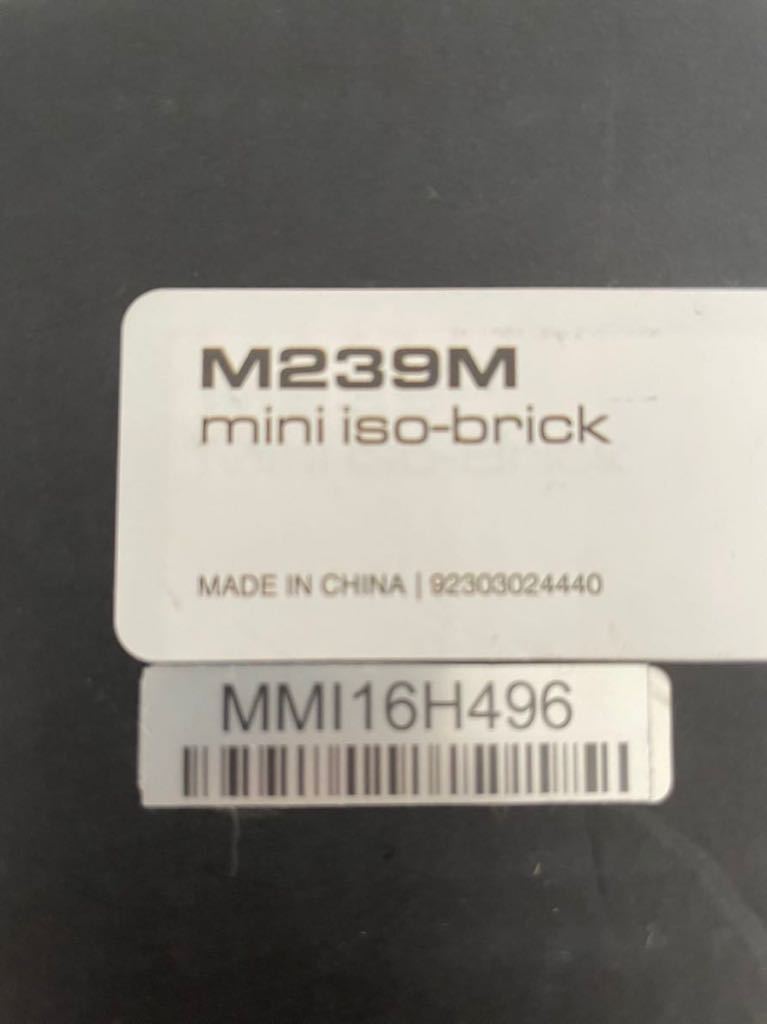 M239M
mini iso-brick
MADE IN CHINA | 92303024440
MMI16H496